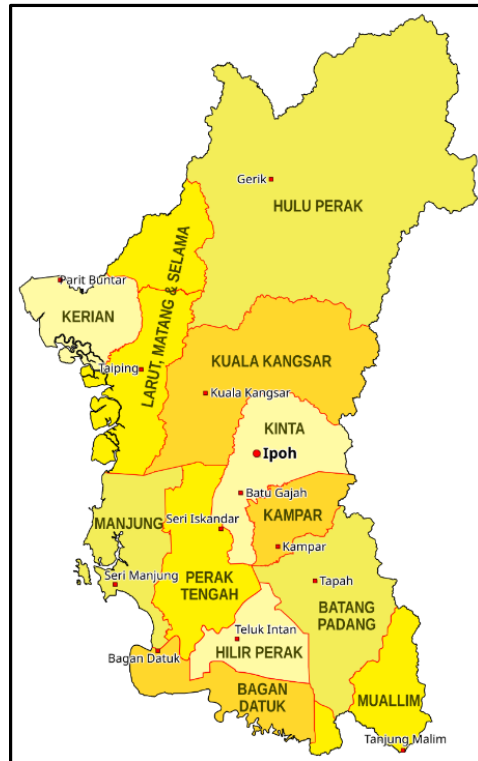 Gerik
HULU PERAK
LARUT, MATANG & SELAMA
Parit Buntar
KERIAN
Taiping
KUALA KANGSAR
Kuala Kangsar
KINTA
Ipoh
Batu Gajah
MANJUNG
Seri Iskandar
KAMPAR
Kampar
Seri Manjung
PERAK
TENGAH
Tapah
BATANG
PADANG
Teluk Intan
HILIR PERAK
Bagan Datuk
BAGAN
DATUK
MUALLIM
Tanjung Malim